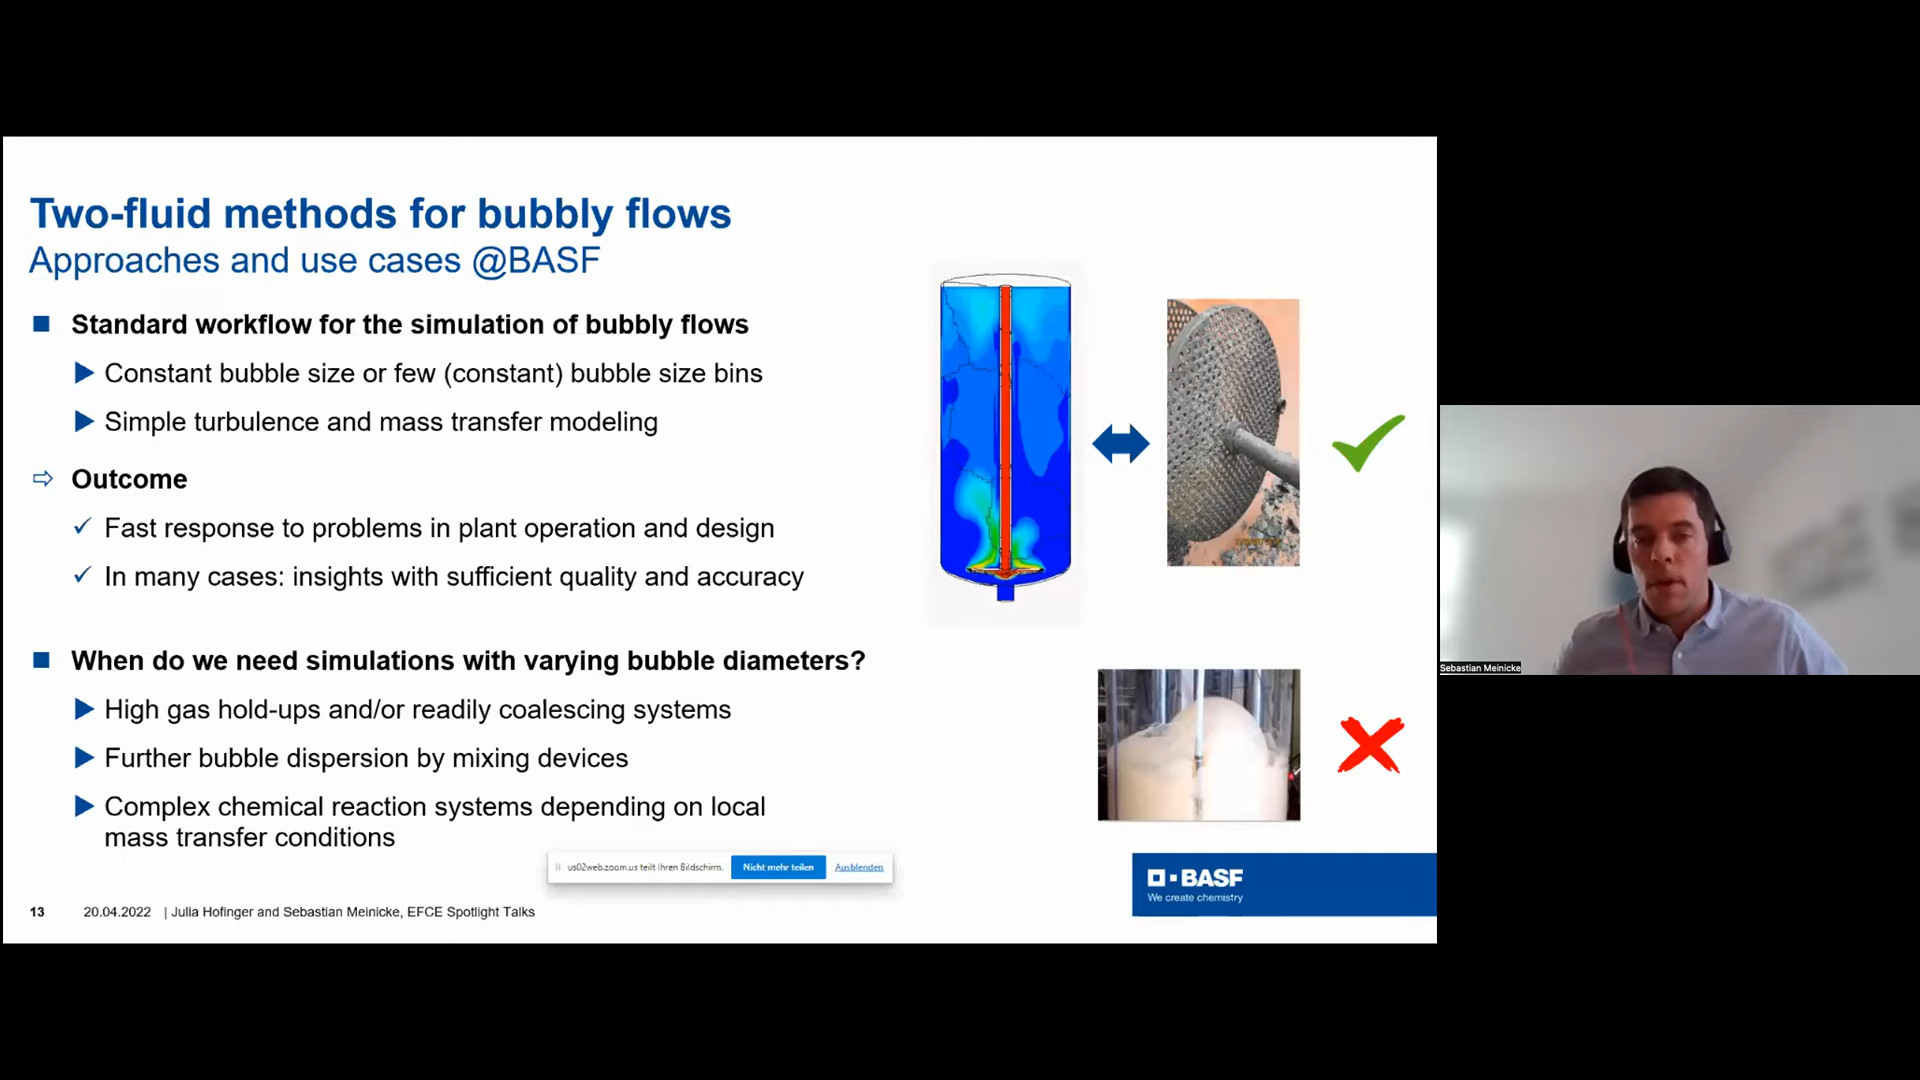 Two-fluid methods for bubbly flows
Approaches and use cases @BASF
Standard workflow for the simulation of bubbly flows
Constant bubble size or few (constant) bubble size bins
Simple turbulence and mass transfer modeling
Outcome
Fast response to problems in plant operation and design
In many cases: insights with sufficient quality and accuracy
When do we need simulations with varying bubble diameters?
High gas hold-ups and/or readily coalescing systems
Further bubble dispersion by mixing devices
Complex chemical reaction systems depending on local
mass transfer conditions
us02web.zoom.us teilt Ihren Bildschirm. Nicht mehr teilen Ausblenden
BASF
We create chemistry
13 20.04.2022 | Julia Hofinger and Sebastian Meinicke, EFCE Spotlight Talks
Sebastian Meinicke